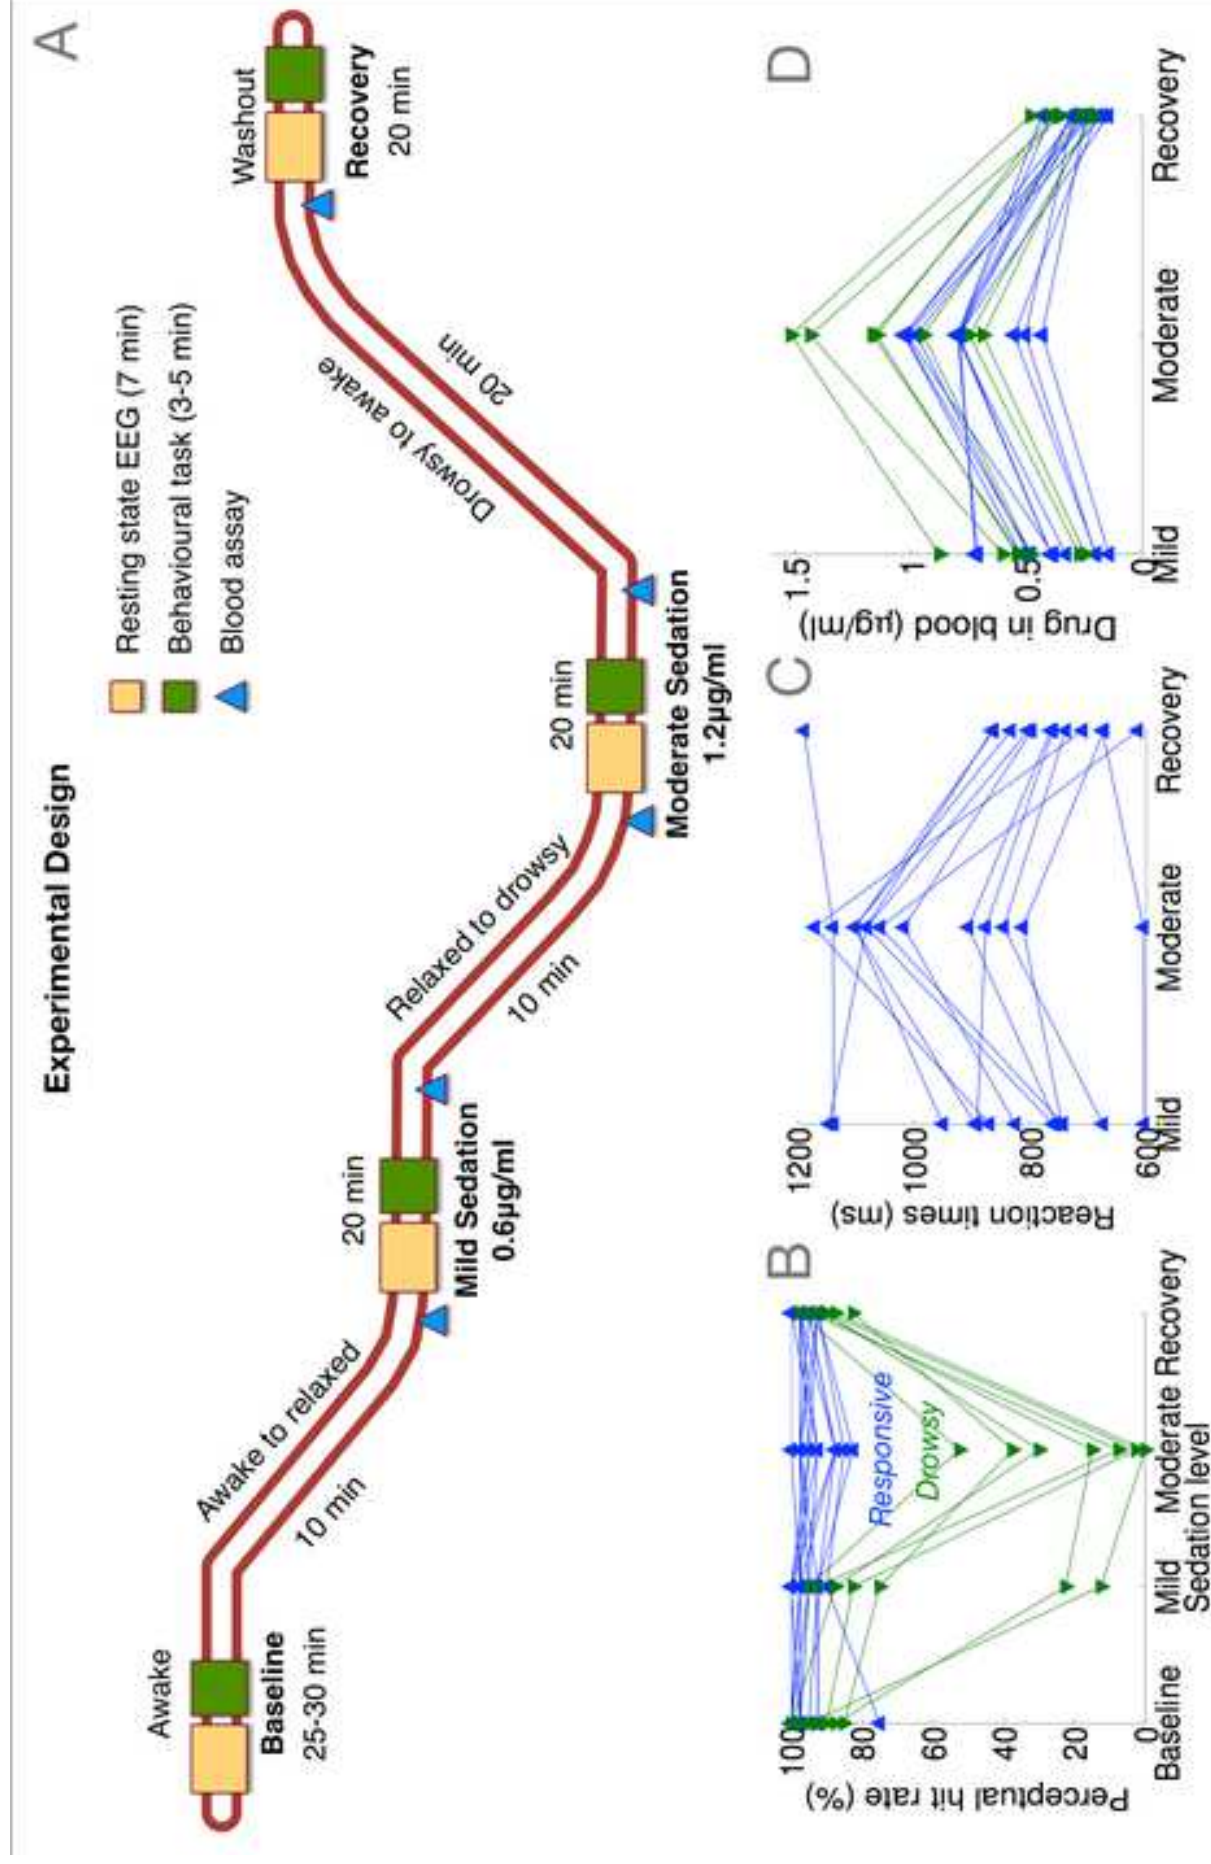 A
Experimental Design
Resting state EEG (7 min)
Behavioural task (3-5 min)
Blood assay
Awake
Baseline
25-30 min
Awake to relaxed
10 min
20 min
Mild Sedation
0.6µg/ml
Relaxed to drowsy
10 min
20 min
Moderate Sedation
1.2µg/ml
Drowsy to awake
20 min
Washout
Recovery
20 min
B
Perceptual hit rate (%)
100
80
60
40
20
0
Responsive
Drowsy
Baseline Mild Moderate Recovery
Sedation level
C
Reaction times (ms)
1200
1000
800
600
Mild Moderate Recovery
D
Drug in blood (µg/ml)
1.5
1
0.5
0
Mild Moderate Recovery